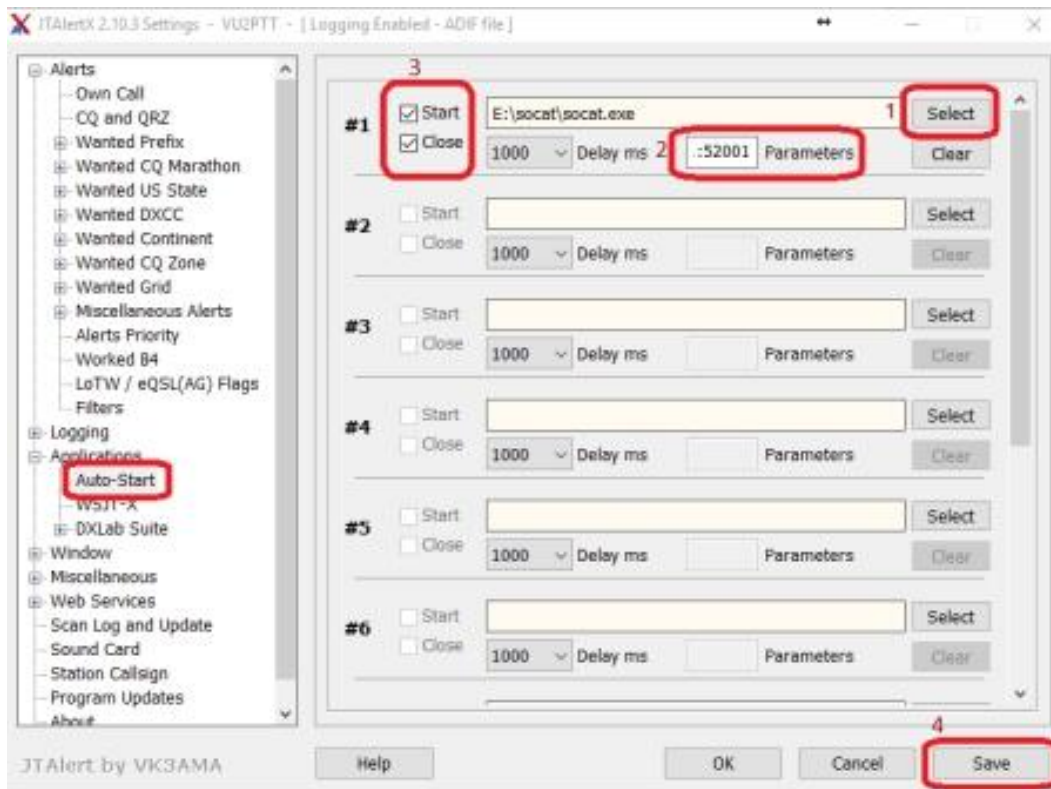 JTAlertX 2.10.3 Settings - VU2PTT - [ Logging Enabled - ADIF file ]
Alerts
Own Call
CQ and QRZ
Wanted Prefix
Wanted CQ Marathon
Wanted US State
Wanted DXCC
Wanted Continent
Wanted CQ Zone
Wanted Grid
Miscellaneous Alerts
Alerts Priority
Worked B4
LoTW / eQSL(AG) Flags
Filters
Logging
Applications
Auto-Start
WSJT-X
DXLab Suite
Window
Miscellaneous
Web Services
Scan Log and Update
Sound Card
Station Callsign
Program Updates
About
3
#1 Start E:\socat\socat.exe 1 Select
Close 1000 Delay ms 2 .:52001 Parameters Clear
#2 Start Select
Close 1000 Delay ms Parameters Clear
#3 Start Select
Close 1000 Delay ms Parameters Clear
#4 Start Select
Close 1000 Delay ms Parameters Clear
#5 Start Select
Close 1000 Delay ms Parameters Clear
#6 Start Select
Close 1000 Delay ms Parameters Clear
4
JTAlert by VK3AMA Help OK Cancel Save